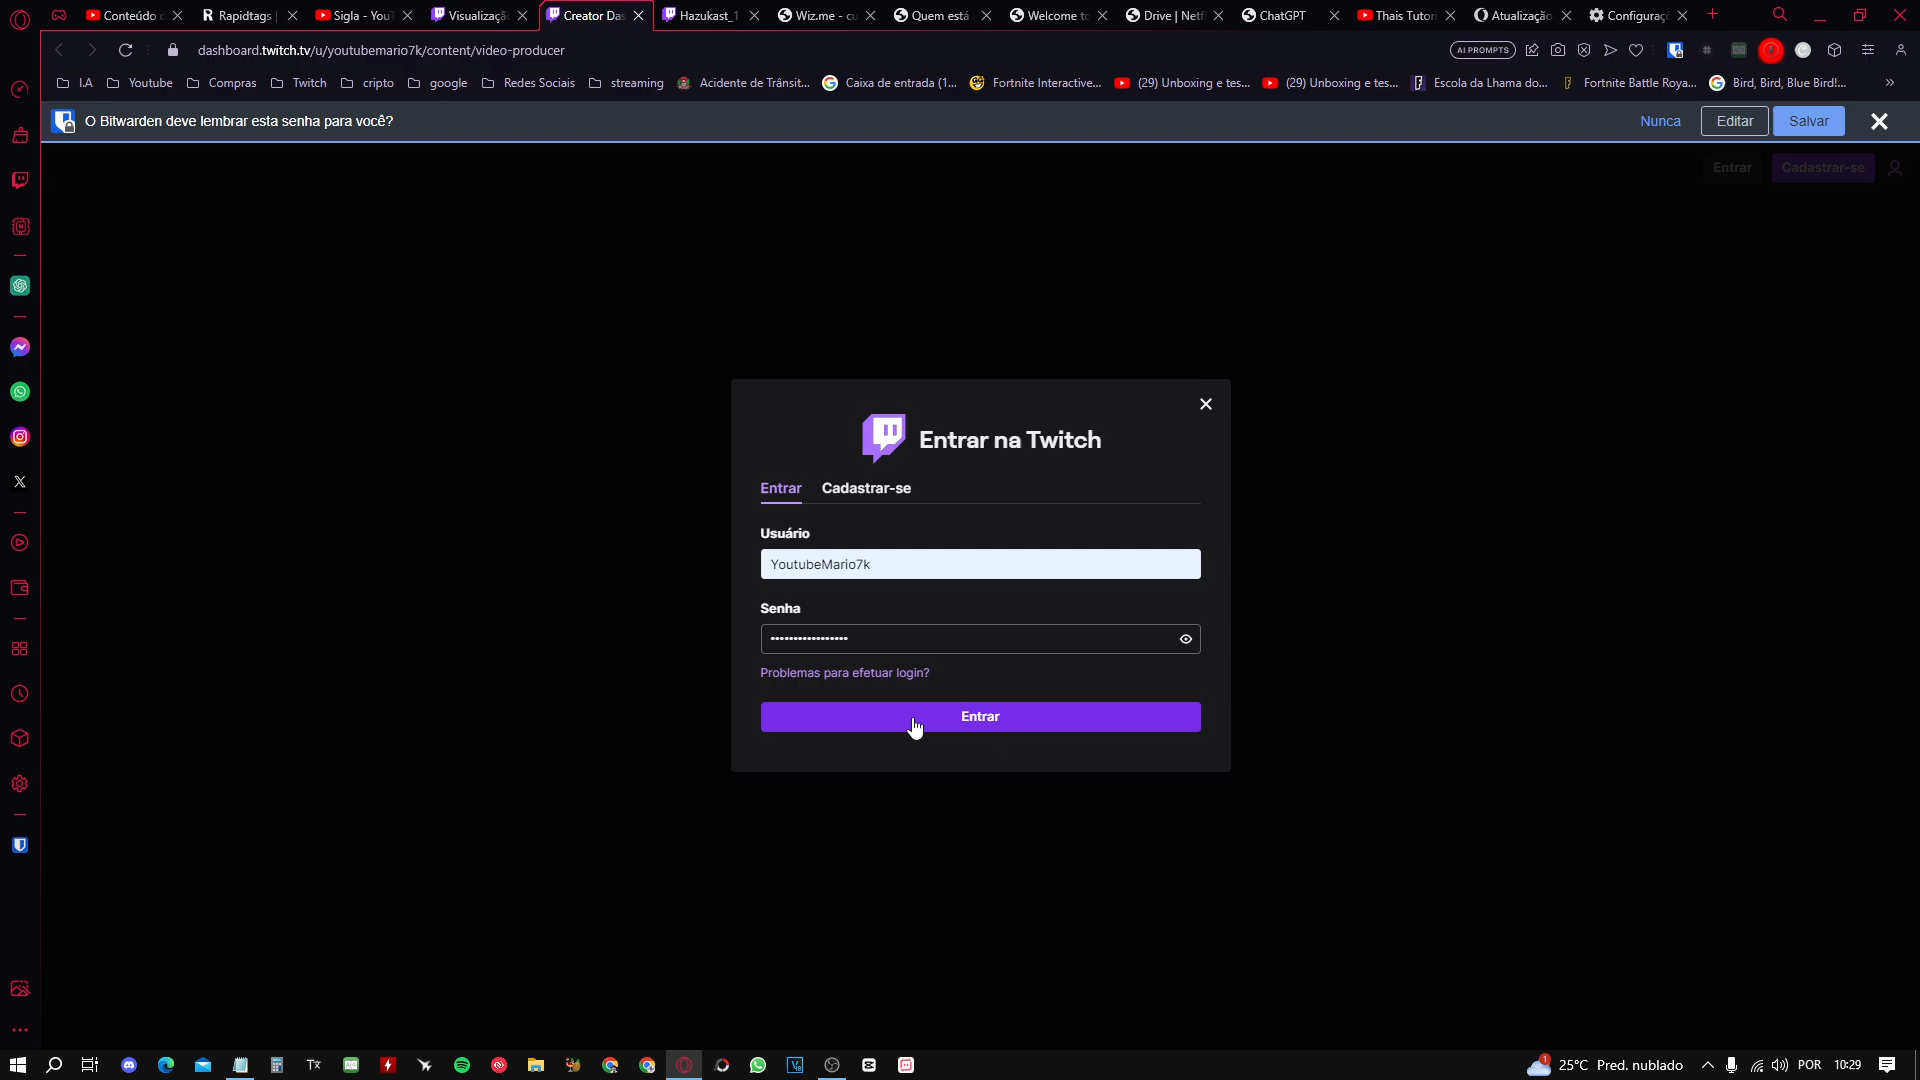 Conteúdo d
Rapidtags |
Sigla - YouT
Visualizaçã
Creator Das
Hazukast_1
Wiz.me - cu
Quem está
Welcome to
Drive | Netf
ChatGPT
Thais Tutori
Atualização
Configuraç
dashboard.twitch.tv/u/youtubemario7k/content/video-producer
AI PROMPTS
I.A
Youtube
Compras
Twitch
cripto
google
Redes Sociais
streaming
Acidente de Trânsit...
Caixa de entrada (1...
Fortnite Interactive...
(29) Unboxing e tes...
(29) Unboxing e tes...
Escola da Lhama do...
Fortnite Battle Roya...
Bird, Bird, Blue Bird!...
O Bitwarden deve lembrar esta senha para você?
Nunca
Editar
Salvar
Entrar
Cadastrar-se
Entrar na Twitch
Entrar
Cadastrar-se
Usuário
YoutubeMario7k
Senha
Problemas para efetuar login?
Entrar
1
25°C
Pred. nublado
POR
10:29